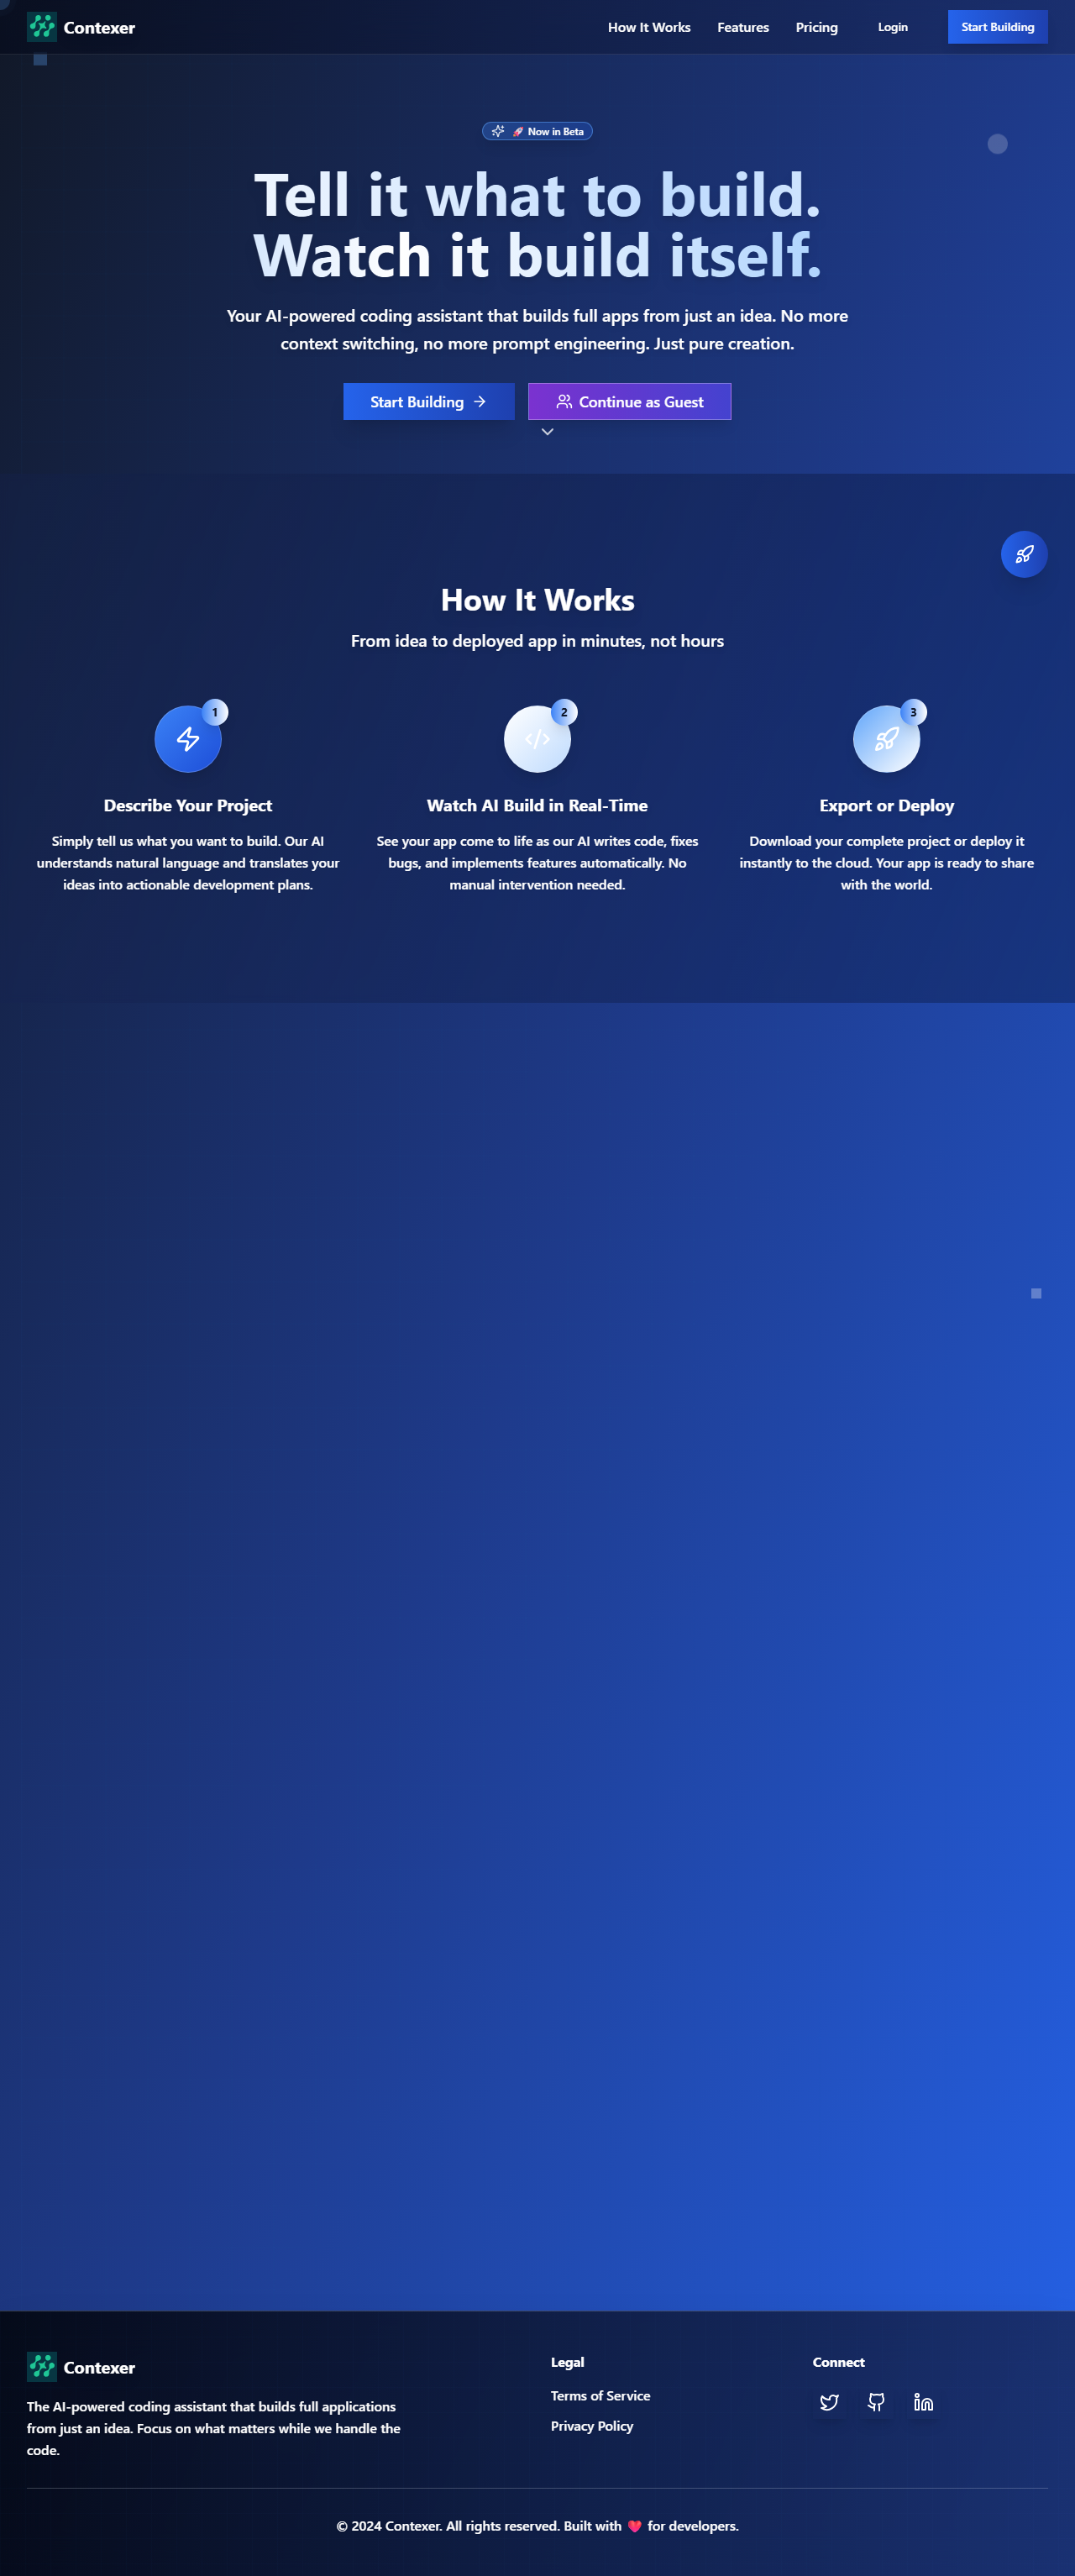 Contexer
How It Works
Features
Pricing
Login
Start Building
🚀 Now in Beta
Tell it what to build.
Watch it build itself.
Your AI-powered coding assistant that builds full apps from just an idea. No more
context switching, no more prompt engineering. Just pure creation.
Start Building
Continue as Guest
How It Works
From idea to deployed app in minutes, not hours
1
2
3
Describe Your Project
Simply tell us what you want to build. Our AI
understands natural language and translates your
ideas into actionable development plans.
Watch AI Build in Real-Time
See your app come to life as our AI writes code, fixes
bugs, and implements features automatically. No
manual intervention needed.
Export or Deploy
Download your complete project or deploy it
instantly to the cloud. Your app is ready to share
with the world.
Contexer
The AI-powered coding assistant that builds full applications
from just an idea. Focus on what matters while we handle the
code.
Legal
Terms of Service
Privacy Policy
Connect
© 2024 Contexer. All rights reserved. Built with ❤️ for developers.